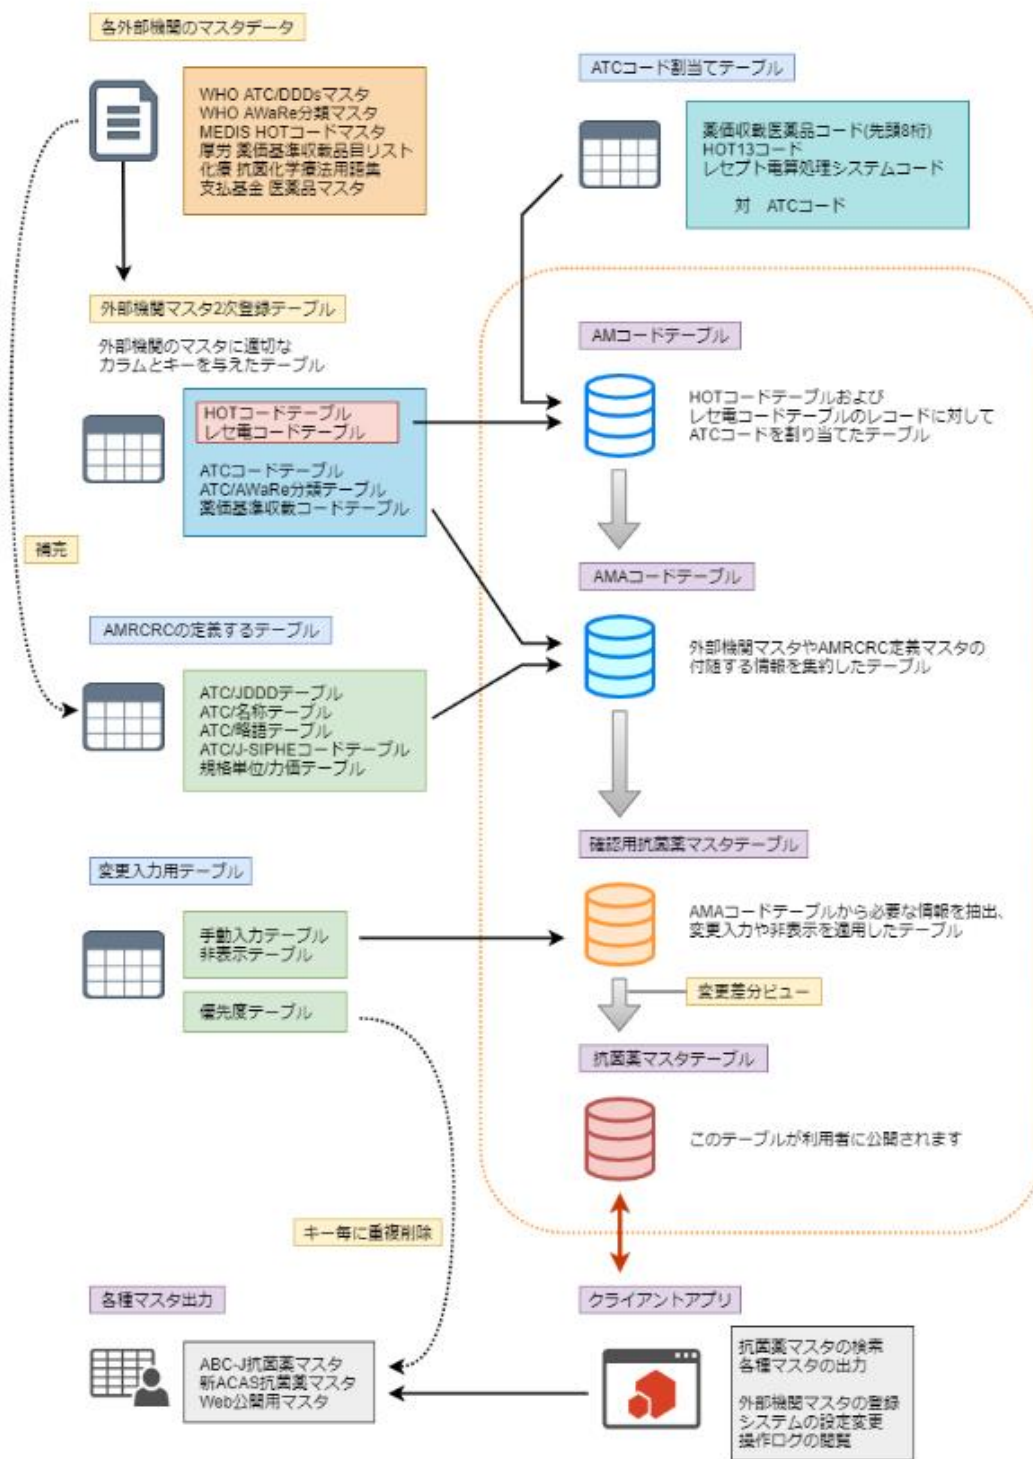 各外部機関のマスタデータ
WHO ATC/DDDsマスタ
WHO AWaRe分類マスタ
MEDIS HOTコードマスタ
厚労 薬価基準収載品目リスト
化療 抗菌化学療法用語集
支払基金 医薬品マスタ
ATCコード割当てテーブル
薬価収載医薬品コード(先頭8桁)
HOT13コード
レセプト電算処理システムコード
対 ATCコード
外部機関マスタ2次登録テーブル
外部機関のマスタに適切な
カラムとキーを与えたテーブル
HOTコードテーブル
レセ電コードテーブル
ATCコードテーブル
ATC/AWaRe分類テーブル
薬価基準収載コードテーブル
AMコードテーブル
HOTコードテーブルおよび
レセ電コードテーブルのレコードに対して
ATCコードを割り当てたテーブル
補完
AMAコードテーブル
外部機関マスタやAMRCRC定義マスタの
付随する情報を集約したテーブル
AMRCRCの定義するテーブル
ATC/JDDDテーブル
ATC/名称テーブル
ATC/略語テーブル
ATC/J-SIPHEコードテーブル
規格単位/力価テーブル
確認用抗菌薬マスタテーブル
AMAコードテーブルから必要な情報を抽出、
変更入力や非表示を適用したテーブル
変更入力用テーブル
手動入力テーブル
非表示テーブル
優先度テーブル
変更差分ビュー
抗菌薬マスタテーブル
このテーブルが利用者に公開されます
キー毎に重複削除
各種マスタ出力
ABC-J抗菌薬マスタ
新ACAS抗菌薬マスタ
Web公開用マスタ
クライアントアプリ
抗菌薬マスタの検索
各種マスタの出力
外部機関マスタの登録
システムの設定変更
操作ログの閲覧